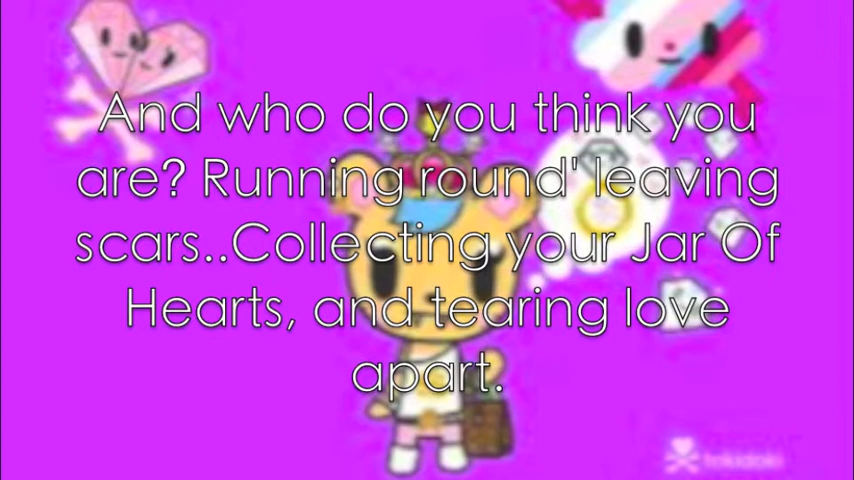 And who do you think you
are? Running round' leaving
scars..Collecting your Jar Of
Hearts, and tearing love
apart.
tokidoki